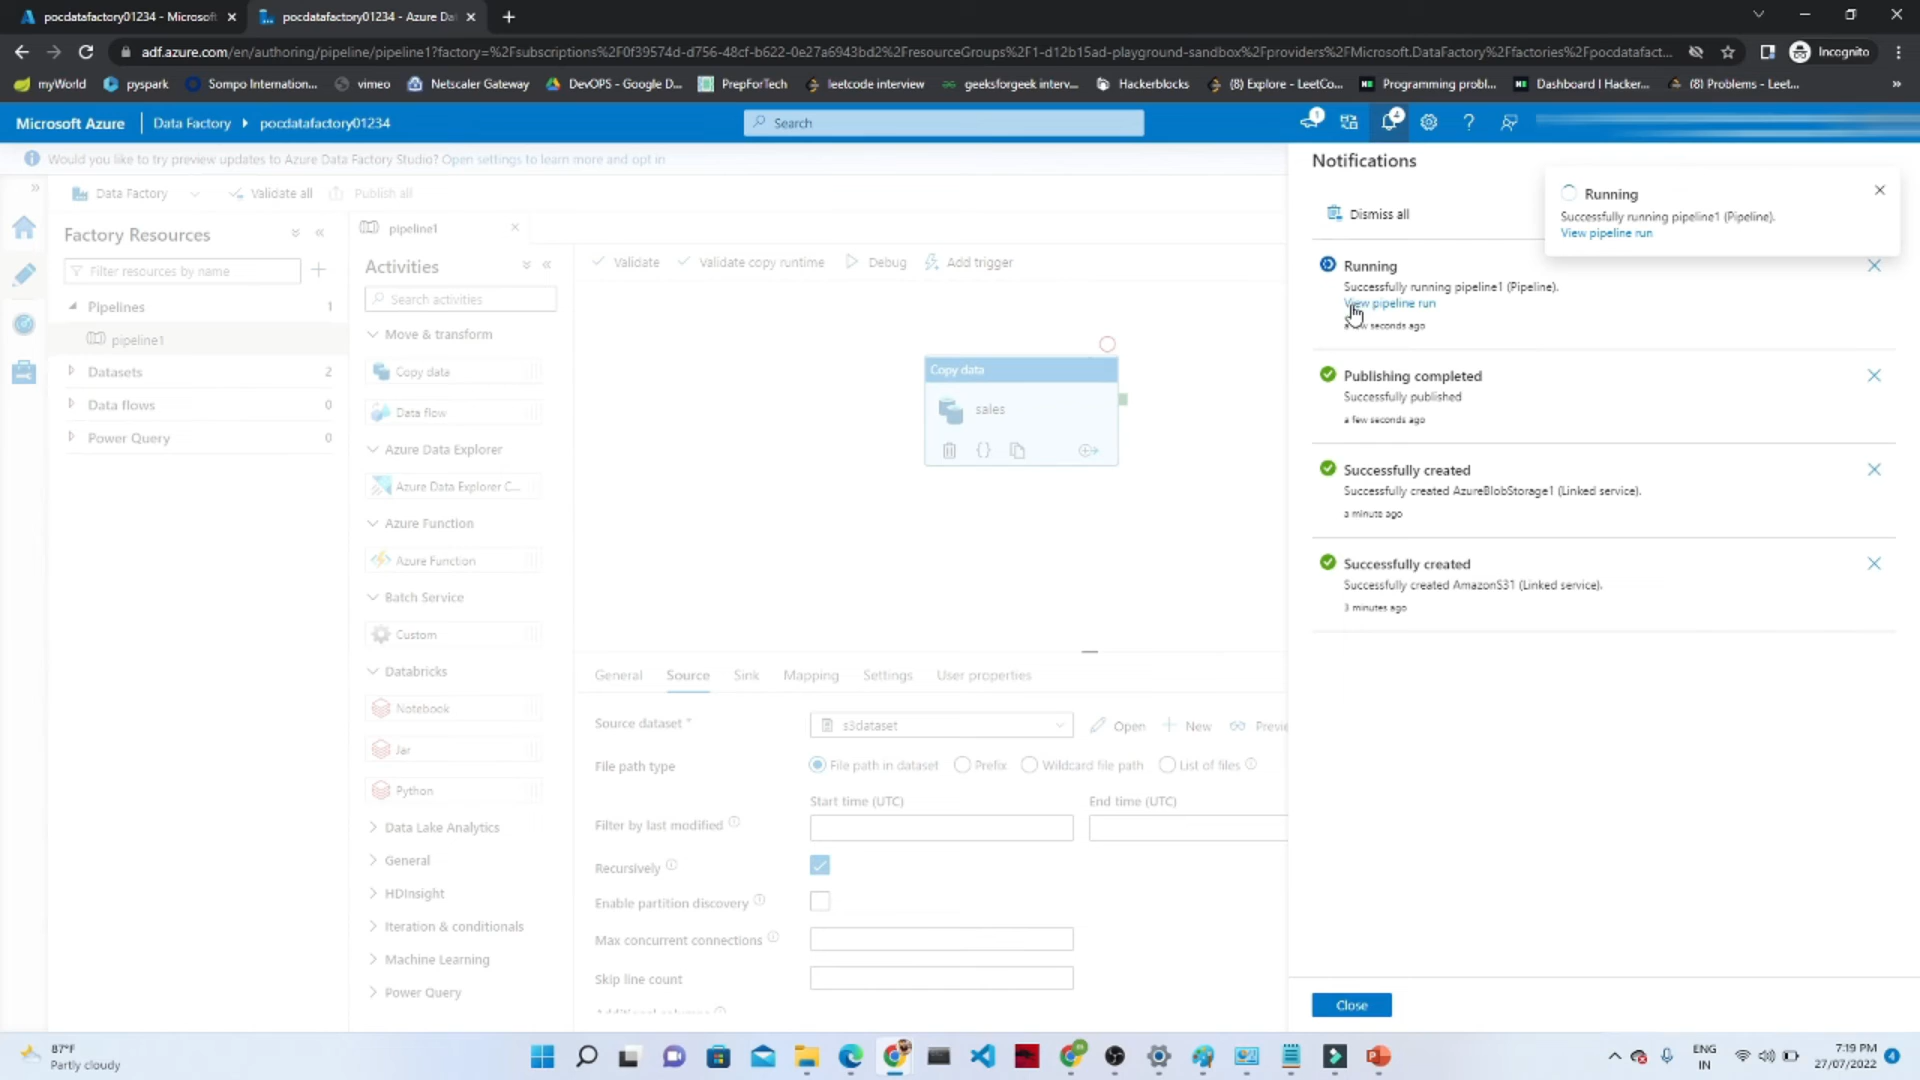 pocdatafactory01234 - Microsoft
pocdatafactory01234 - Azure Dat
adf.azure.com/en/authoring/pipeline/pipeline1?factory=%2Fsubscriptions%2F0f39574d-d756-48cf-b622-0e27a6943bd2%2FresourceGroups%2F1-d12b15ad-playground-sandbox%2Fproviders%2FMicrosoft.DataFactory%2Ffactories%2Fpocdatafact...
Incognito
myWorld
pyspark
Sompo Internation...
vimeo
Netscaler Gateway
DevOPS - Google D...
PrepForTech
leetcode interview
geeksforgeek interv...
Hackerblocks
(8) Explore - LeetCo...
Programming probl...
Dashboard | Hacker...
(8) Problems - Leet...
Microsoft Azure
Data Factory
pocdatafactory01234
Search
1
4
Would you like to try preview updates to Azure Data Factory Studio? Open settings to learn more and opt in
Data Factory
Validate all
Publish all
Factory Resources
Filter resources by name
Pipelines 1
pipeline1
Datasets 2
Data flows 0
Power Query 0
pipeline1
Activities
Search activities
Move & transform
Copy data
Data flow
Azure Data Explorer
Azure Data Explorer C...
Azure Function
Azure Function
Batch Service
Custom
Databricks
Notebook
Jar
Python
Data Lake Analytics
General
HDInsight
Iteration & conditionals
Machine Learning
Power Query
Validate
Validate copy runtime
Debug
Add trigger
Copy data
sales
General
Source
Sink
Mapping
Settings
User properties
Source dataset *
s3dataset
Open
New
Previe
File path type
File path in dataset
Prefix
Wildcard file path
List of files
Start time (UTC)
End time (UTC)
Filter by last modified
Recursively
Enable partition discovery
Max concurrent connections
Skip line count
Notifications
Dismiss all
Running
Successfully running pipeline1 (Pipeline).
View pipeline run
Running
Successfully running pipeline1 (Pipeline).
View pipeline run
a few seconds ago
Publishing completed
Successfully published
a few seconds ago
Successfully created
Successfully created AzureBlobStorage1 (Linked service).
a minute ago
Successfully created
Successfully created AmazonS31 (Linked service).
3 minutes ago
Close
87°F
Partly cloudy
ENG
IN
7:19 PM
27/07/2022
4